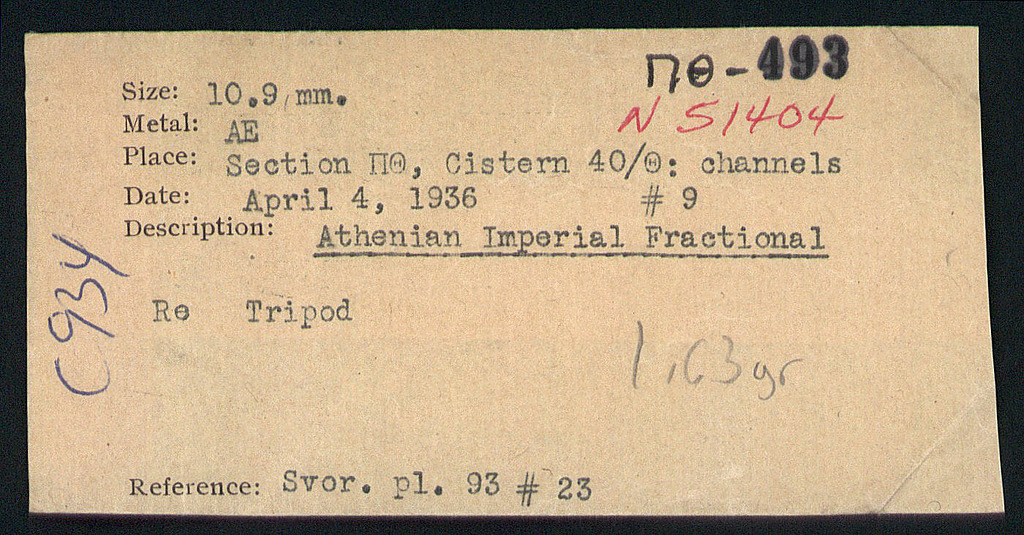 ΠΘ-493
N 51404
Size: 10.9 mm.
Metal: AE
Place: Section ΠΘ, Cistern 40/Θ: channels
Date: April 4, 1936 # 9
Description: Athenian Imperial Fractional
C934
Re Tripod
1.63gr
Reference: Svor. pl. 93 # 23